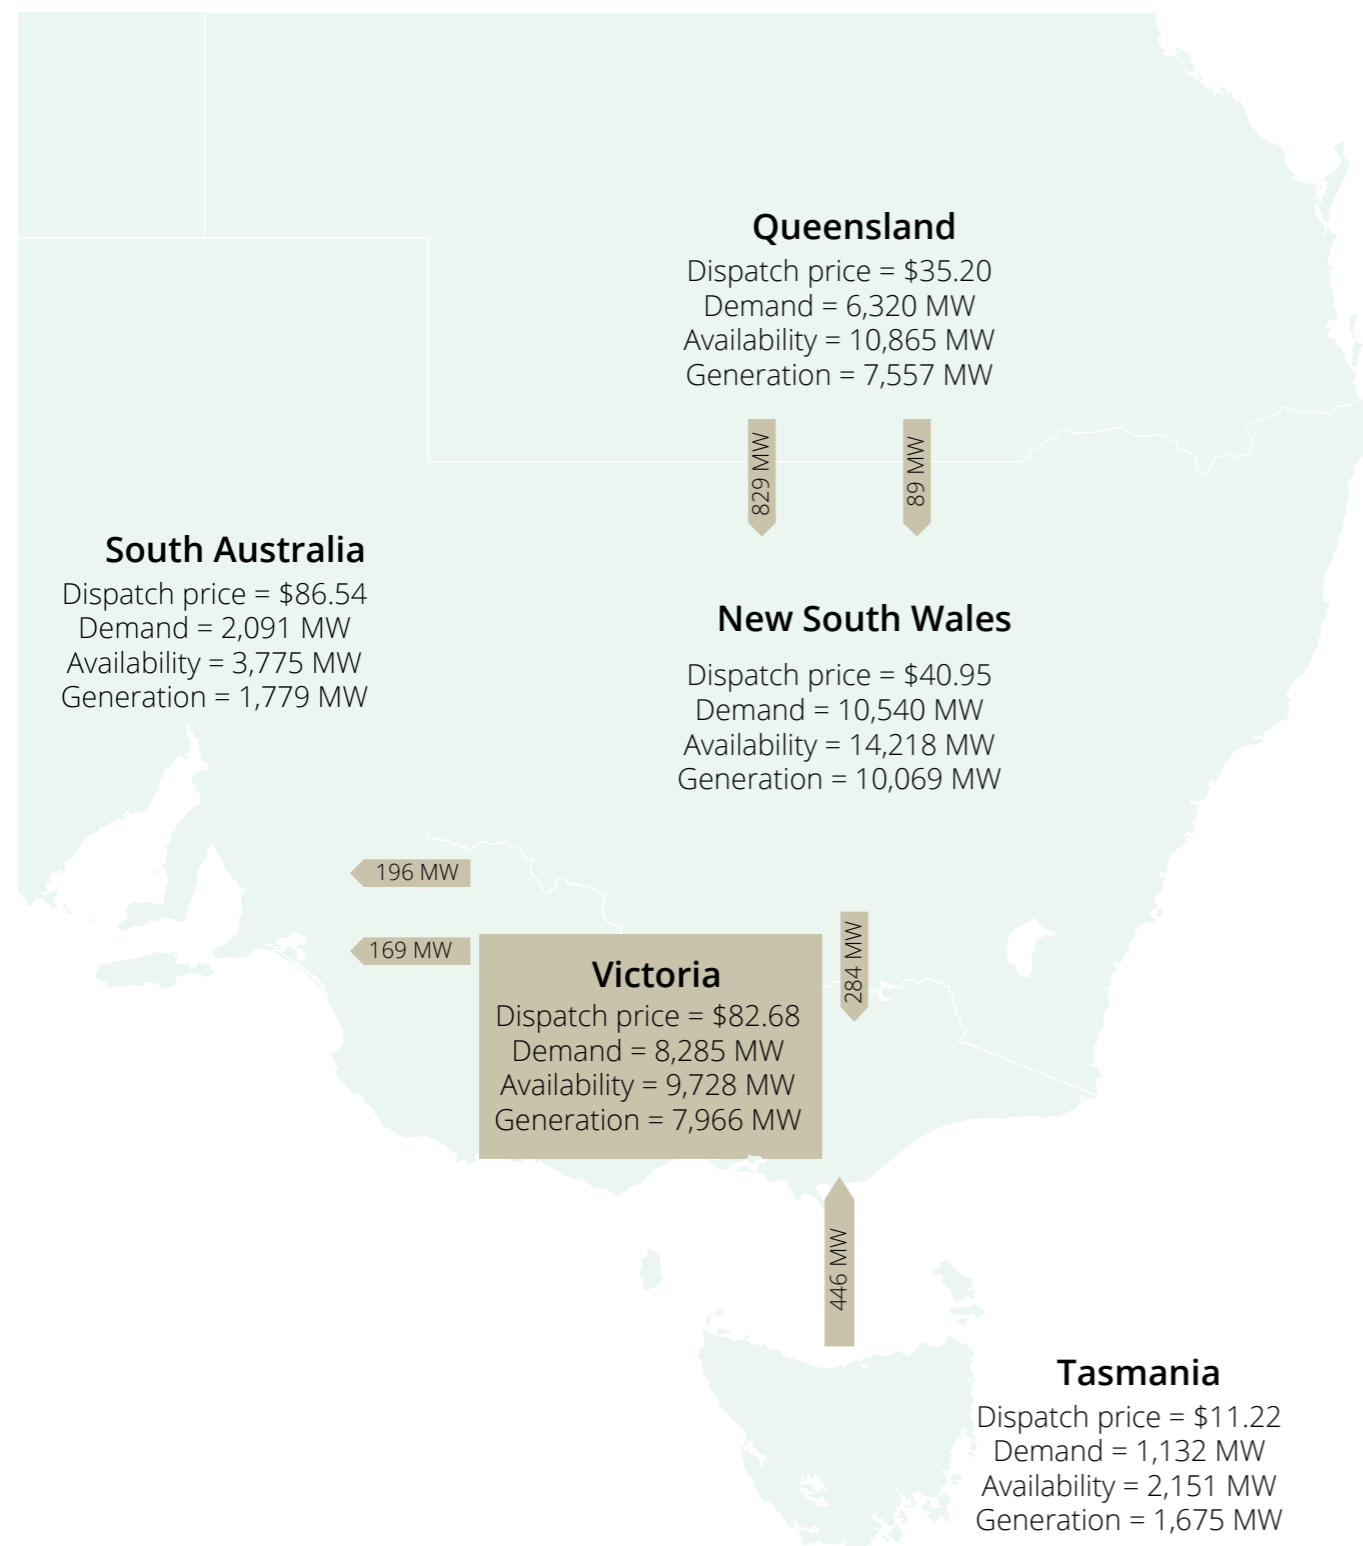 Queensland
Dispatch price = $35.20
Demand = 6,320 MW
Availability = 10,865 MW
Generation = 7,557 MW
829 MW
89 MW
South Australia
Dispatch price = $86.54
Demand = 2,091 MW
Availability = 3,775 MW
Generation = 1,779 MW
New South Wales
Dispatch price = $40.95
Demand = 10,540 MW
Availability = 14,218 MW
Generation = 10,069 MW
196 MW
169 MW
284 MW
Victoria
Dispatch price = $82.68
Demand = 8,285 MW
Availability = 9,728 MW
Generation = 7,966 MW
446 MW
Tasmania
Dispatch price = $11.22
Demand = 1,132 MW
Availability = 2,151 MW
Generation = 1,675 MW